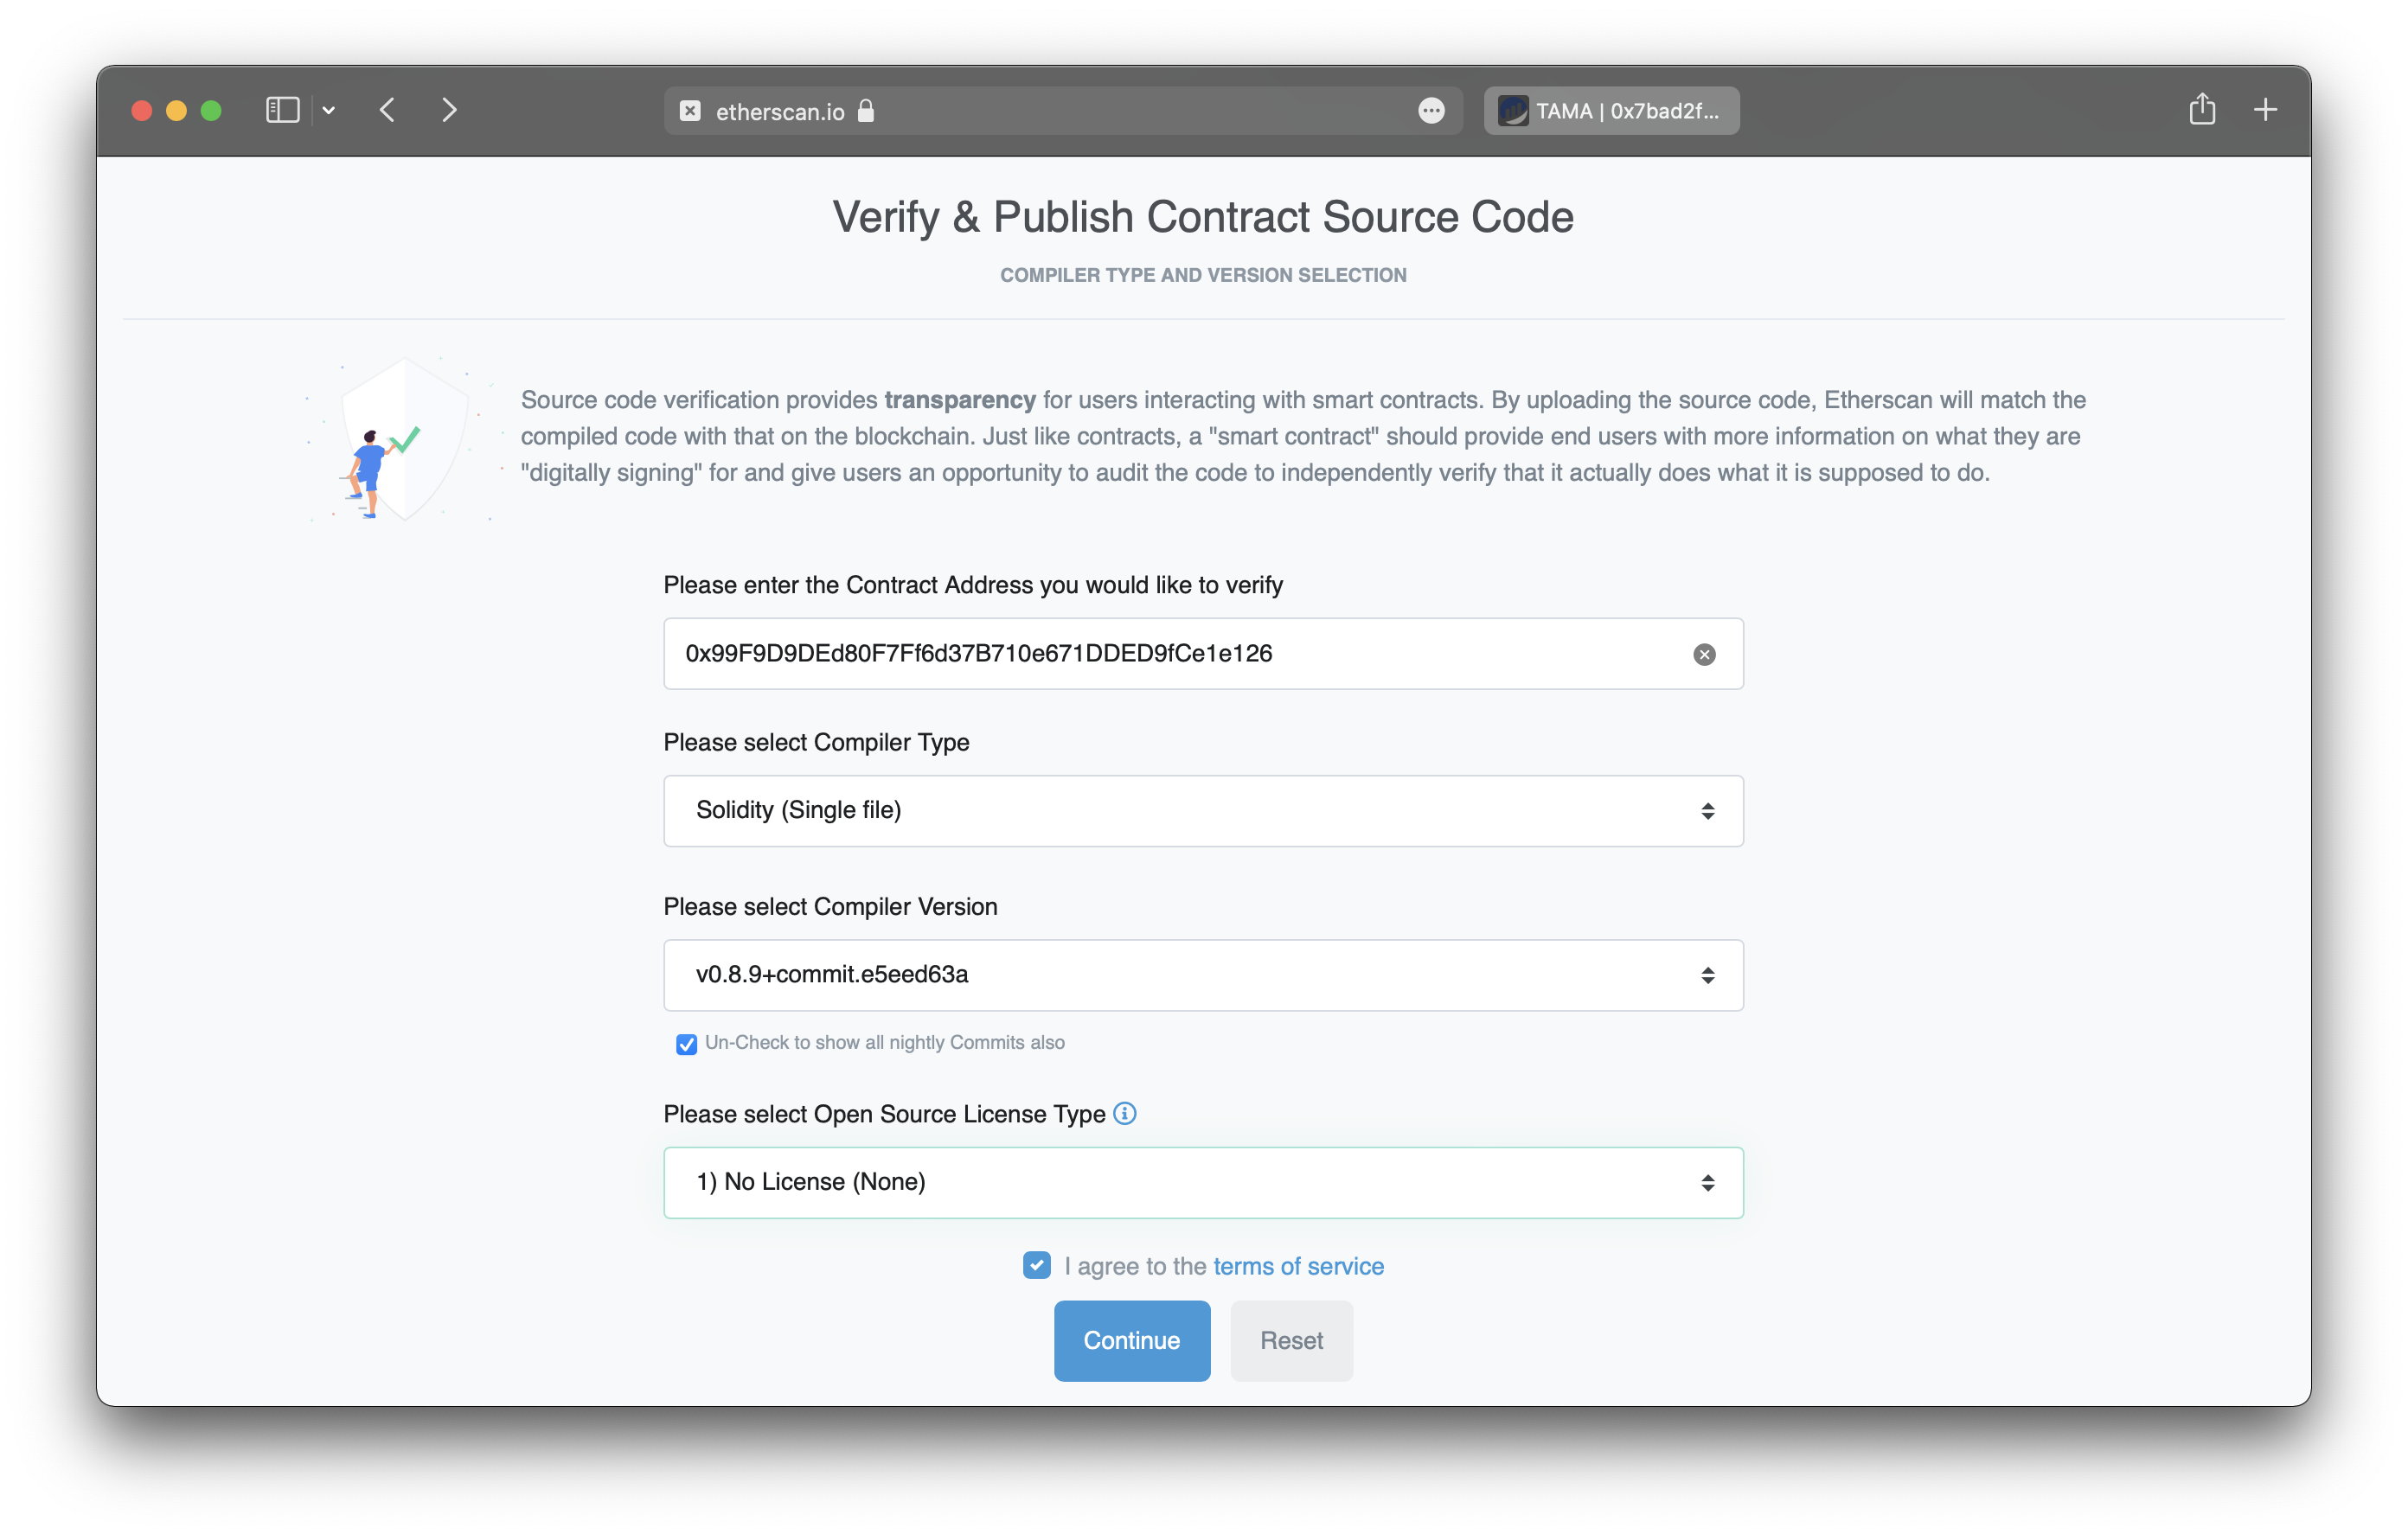 etherscan.io
TAMA | 0x7bad2f...
Verify & Publish Contract Source Code
COMPILER TYPE AND VERSION SELECTION
Source code verification provides transparency for users interacting with smart contracts. By uploading the source code, Etherscan will match the
compiled code with that on the blockchain. Just like contracts, a "smart contract" should provide end users with more information on what they are
"digitally signing" for and give users an opportunity to audit the code to independently verify that it actually does what it is supposed to do.
Please enter the Contract Address you would like to verify
0x99F9D9DEd80F7Ff6d37B710e671DDED9fCe1e126
Please select Compiler Type
Solidity (Single file)
Please select Compiler Version
v0.8.9+commit.e5eed63a
Un-Check to show all nightly Commits also
Please select Open Source License Type
1) No License (None)
I agree to the terms of service
Continue
Reset